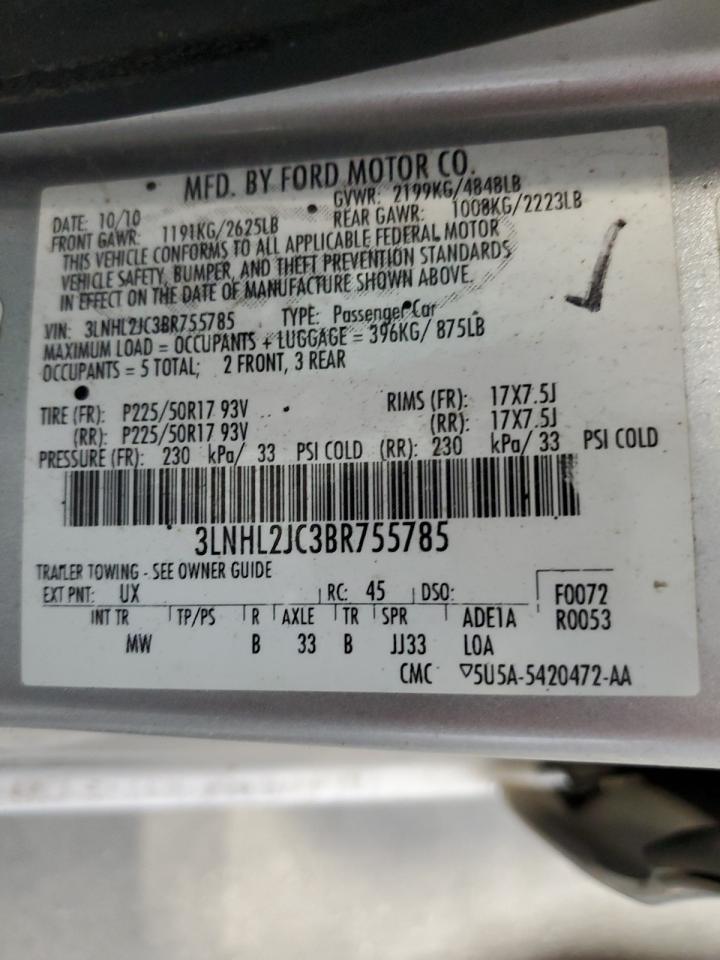 MFD. BY FORD MOTOR CO.
DATE: 10/10 GVWR: 2199KG/4848LB
FRONT GAWR: 1191KG/2625LB REAR GAWR: 1008KG/2223LB
THIS VEHICLE CONFORMS TO ALL APPLICABLE FEDERAL MOTOR
VEHICLE SAFETY, BUMPER, AND THEFT PREVENTION STANDARDS
IN EFFECT ON THE DATE OF MANUFACTURE SHOWN ABOVE.
VIN: 3LNHL2JC3BR755785 TYPE: Passenger Car
MAXIMUM LOAD = OCCUPANTS + LUGGAGE = 396KG/ 875LB
OCCUPANTS = 5 TOTAL; 2 FRONT, 3 REAR
TIRE (FR): P225/50R17 93V RIMS (FR): 17X7.5J
(RR): P225/50R17 93V (RR): 17X7.5J
PRESSURE (FR): 230 kPa/ 33 PSI COLD (RR): 230 kPa/ 33 PSI COLD
3LNHL2JC3BR755785
TRAILER TOWING - SEE OWNER GUIDE
EXT PNT: UX RC: 45 DSO: F0072
INT TR TP/PS R AXLE TR SPR ADE1A R0053
MW B 33 B JJ33 LOA
CMC ▽5U5A-5420472-AA